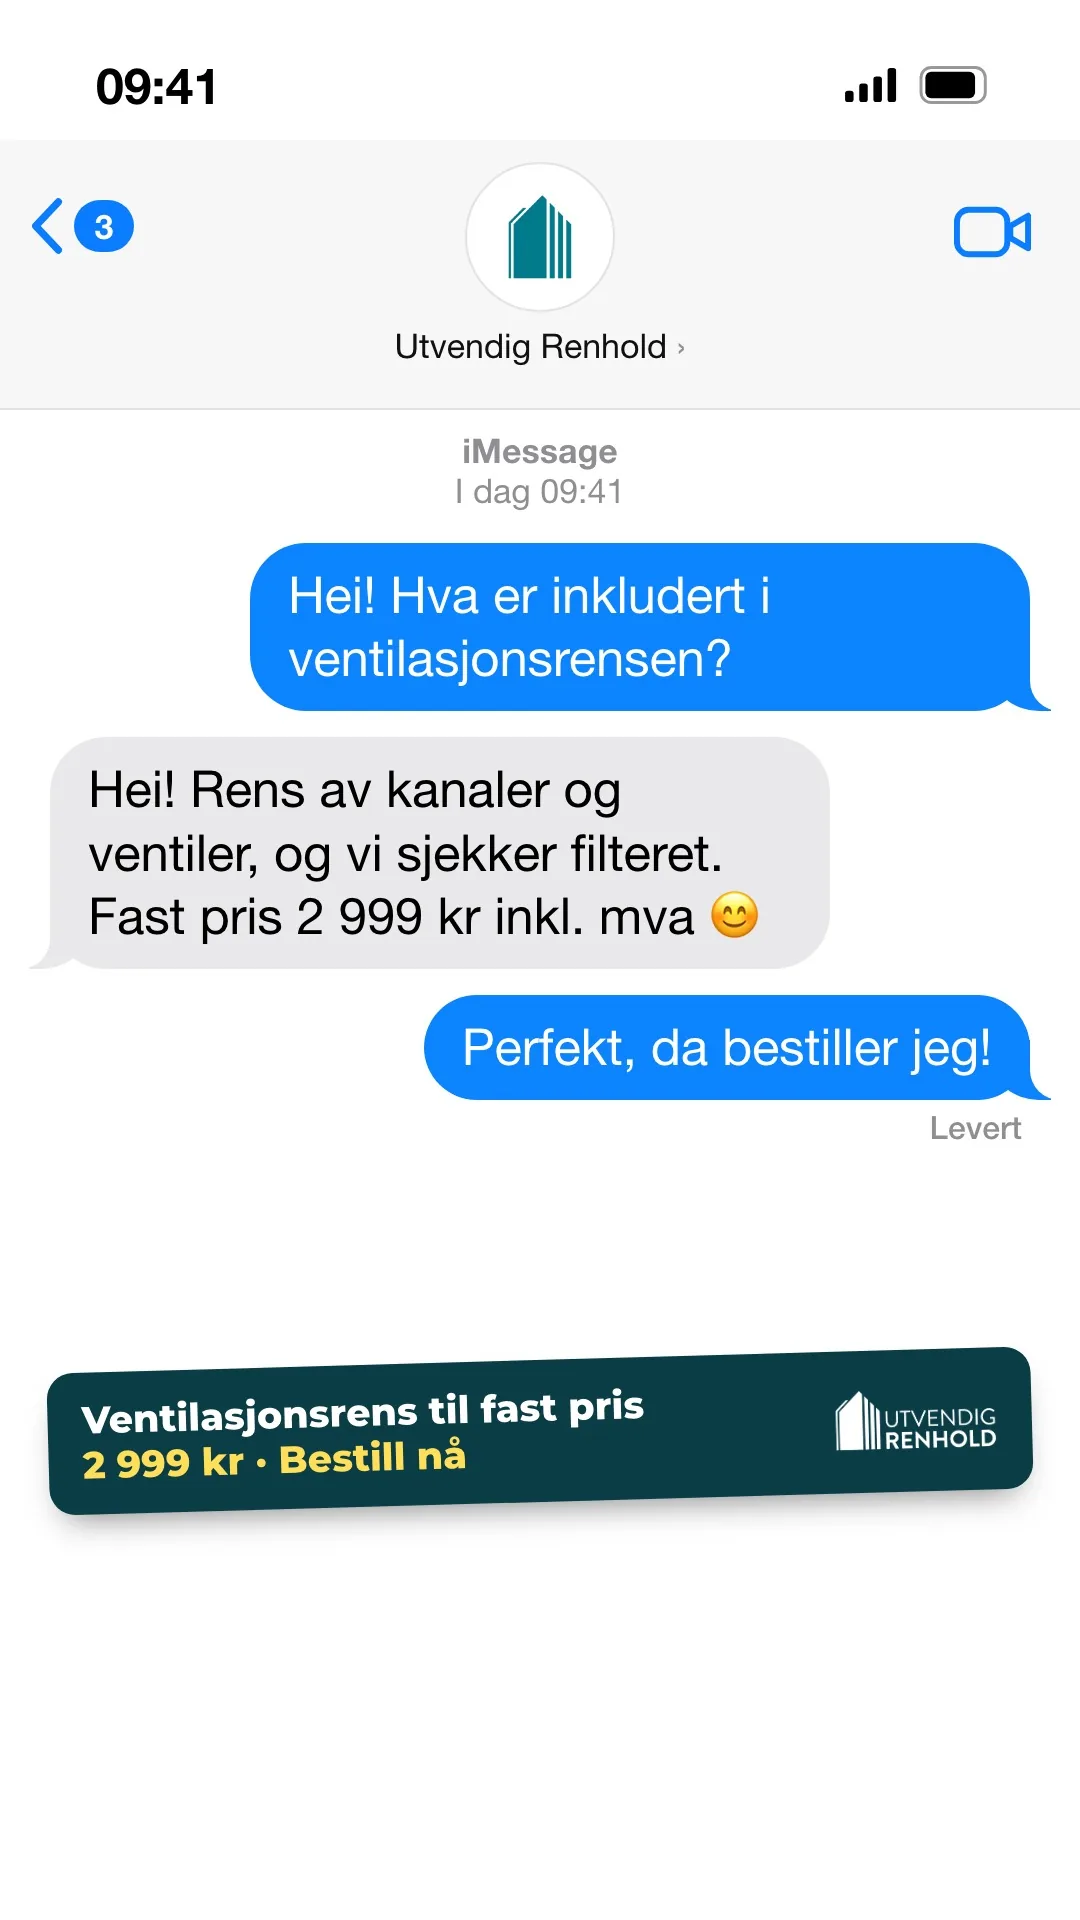 09:41
3
Utvendig Renhold ›
iMessage
I dag 09:41
Hei! Hva er inkludert i
ventilasjonsrensen?
Hei! Rens av kanaler og
ventiler, og vi sjekker filteret.
Fast pris 2 999 kr inkl. mva 😊
Perfekt, da bestiller jeg!
Levert
Ventilasjonsrens til fast pris
2 999 kr · Bestill nå
UTVENDIG
RENHOLD